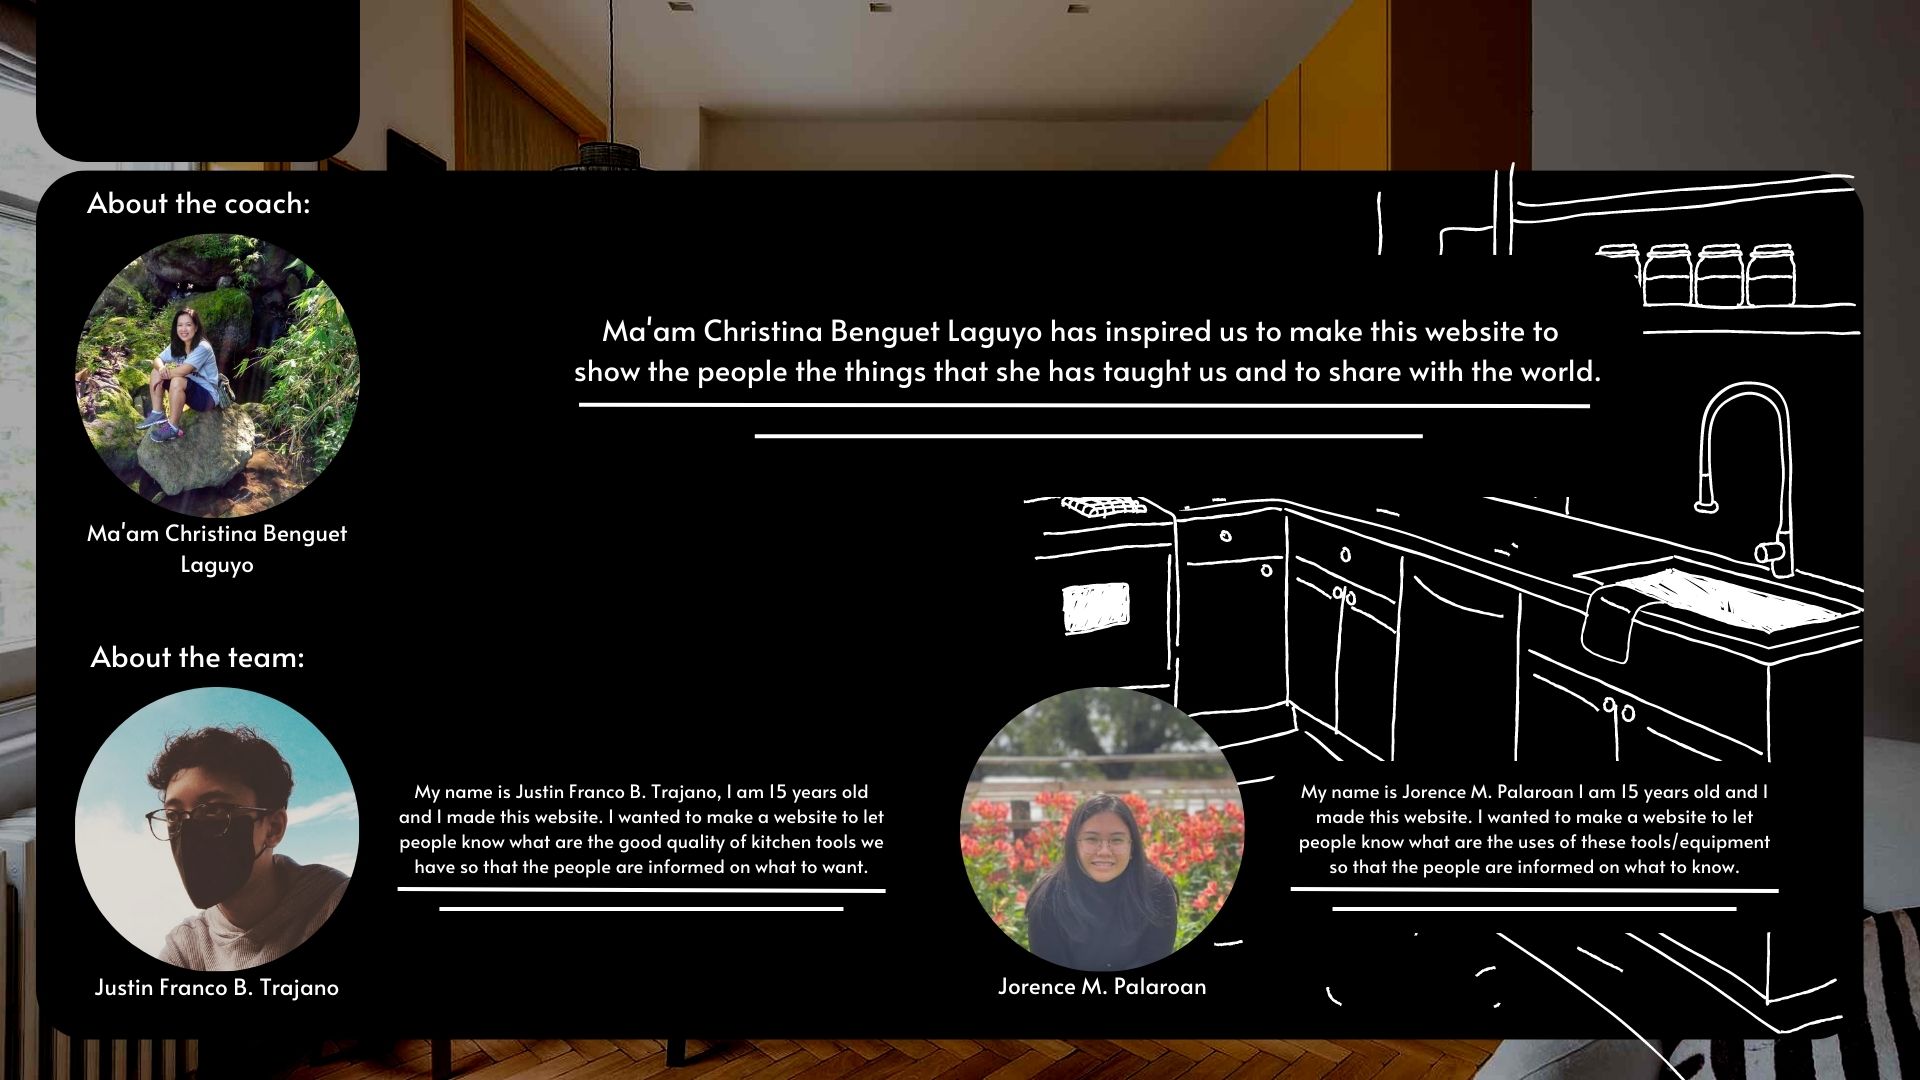 About the coach:
Ma'am Christina Benguet Laguyo has inspired us to make this website to
show the people the things that she has taught us and to share with the world.
Ma'am Christina Benguet
Laguyo
About the team:
My name is Justin Franco B. Trajano, I am 15 years old
and I made this website. I wanted to make a website to let
people know what are the good quality of kitchen tools we
have so that the people are informed on what to want.
Justin Franco B. Trajano
My name is Jorence M. Palaroan I am 15 years old and I
made this website. I wanted to make a website to let
people know what are the uses of these tools/equipment
so that the people are informed on what to know.
Jorence M. Palaroan